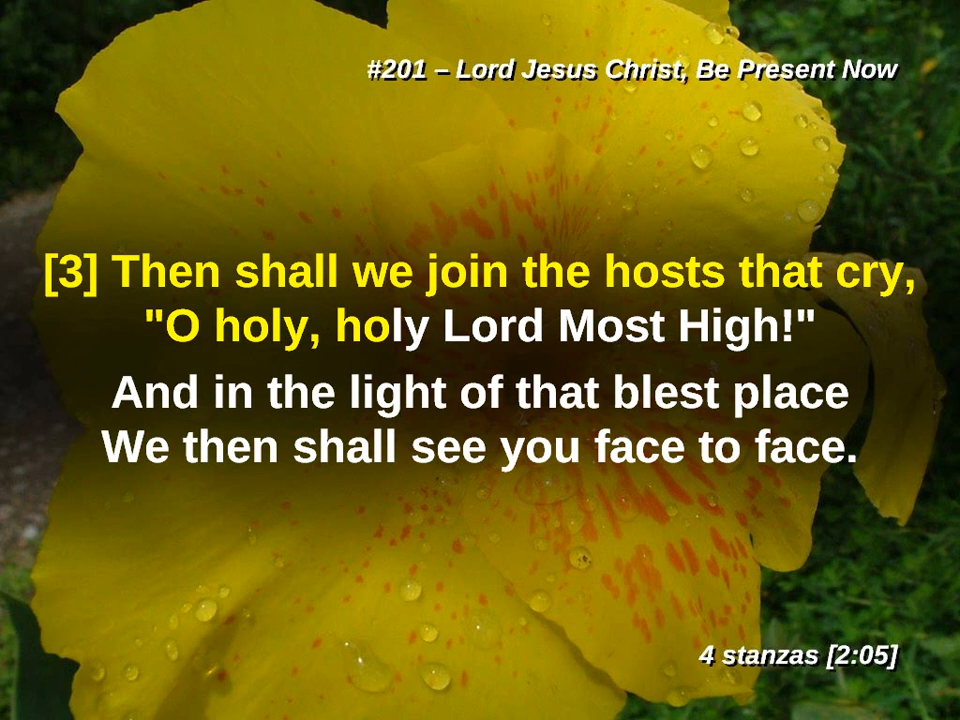 #201 – Lord Jesus Christ, Be Present Now
[3] Then shall we join the hosts that cry,
"O holy, holy Lord Most High!"
And in the light of that blest place
We then shall see you face to face.
4 stanzas [2:05]